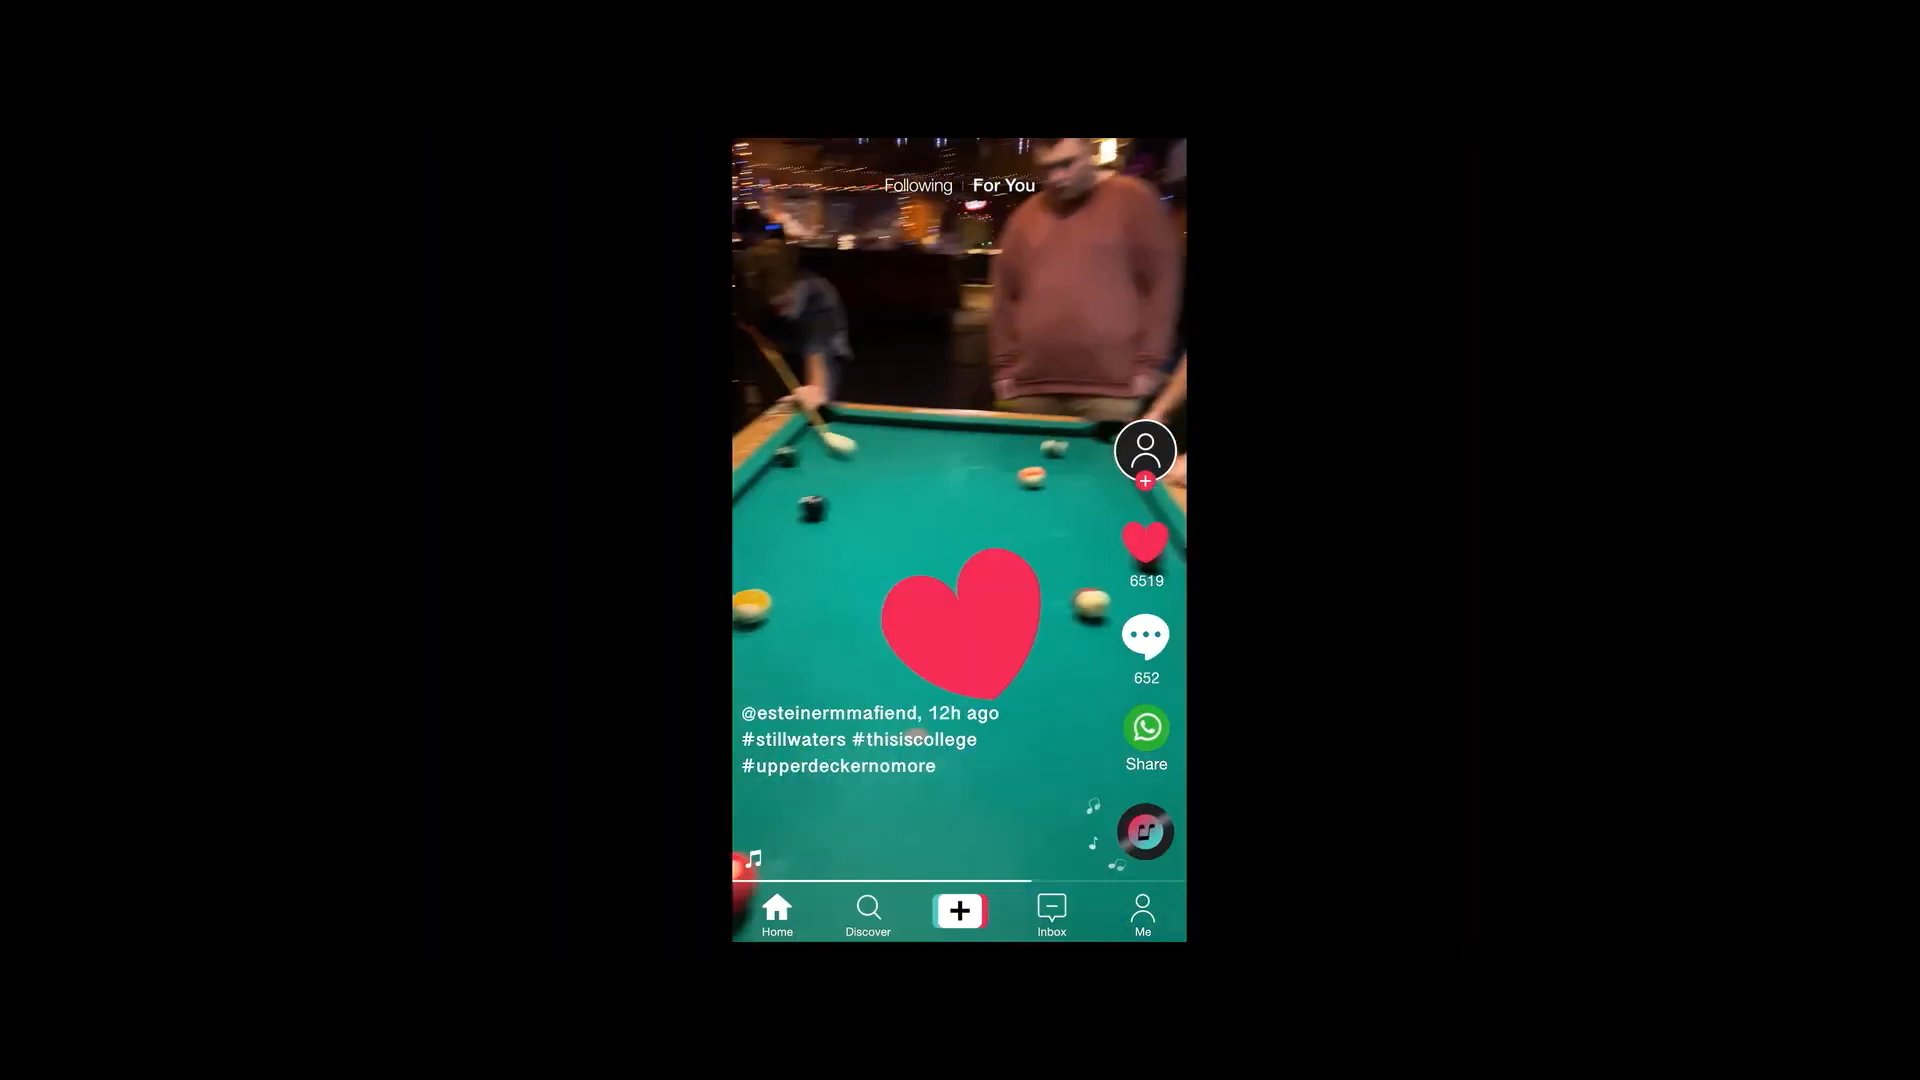 Following | For You
6519
652
@esteinermmafiend, 12h ago
#stillwaters #thisiscollege
#upperdeckernomore
Share
Home
Discover
Inbox
Me